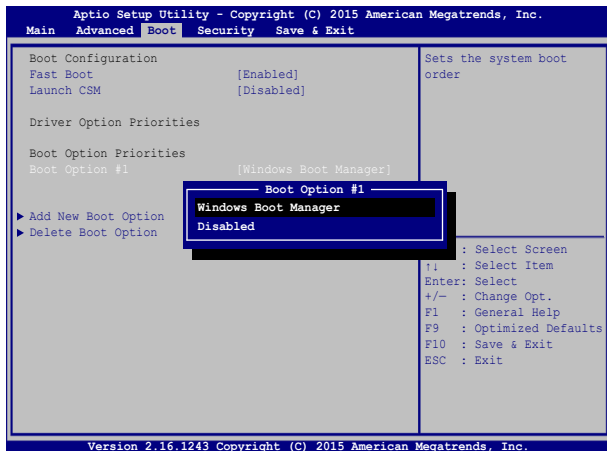 Aptio Setup Utility - Copyright (C) 2015 American Megatrends, Inc.
Main Advanced Boot Security Save & Exit
Boot Configuration
Fast Boot [Enabled]
Launch CSM [Disabled]
Driver Option Priorities
Boot Option Priorities
Boot Option #1 [Windows Boot Manager]
Add New Boot Option
Delete Boot Option
Boot Option #1
Windows Boot Manager
Disabled
Sets the system boot
order
: Select Screen
↑↓ : Select Item
Enter: Select
+/— : Change Opt.
F1 : General Help
F9 : Optimized Defaults
F10 : Save & Exit
ESC : Exit
Version 2.16.1243 Copyright (C) 2015 American Megatrends, Inc.